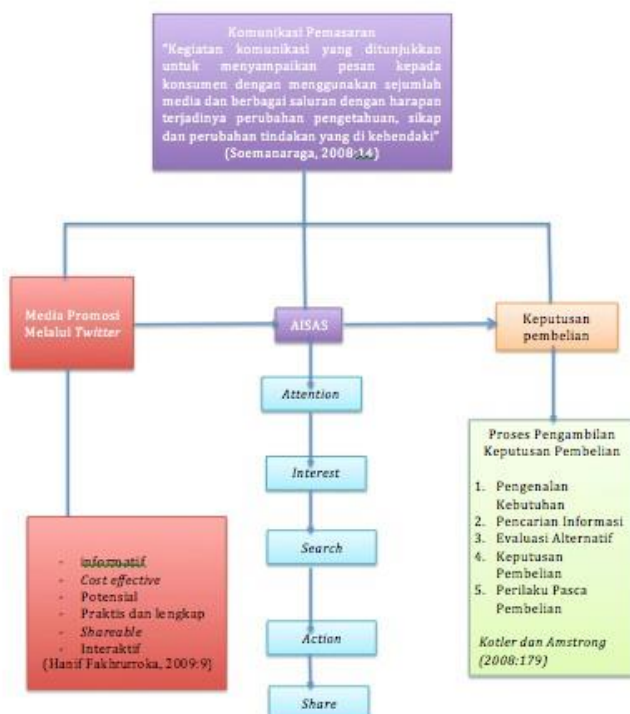 Komunikasi Pemasaran
"Kegiatan komunikasi yang ditunjukkan
untuk menyampaikan pesan kepada
konsumen dengan menggunakan sejumlah
media dan berbagai saluran dengan harapan
terjadinya perubahan pengetahuan, sikap
dan perubahan tindakan yang di kehendaki"
(Soemanaraga, 2008:14)
Media Promosi
Melalui Twitter
AISAS
Keputusan
pembelian
Attention
Interest
Search
Action
Share
- informatif
- Cost effective
- Potensial
- Praktis dan lengkap
- Shareable
- Interaktif
(Hanif Fakhrurroka, 2009:9)
Proses Pengambilan
Keputusan Pembelian
1. Pengenalan
Kebutuhan
2. Pencarian Informasi
3. Evaluasi Alternatif
4. Keputusan
Pembelian
5. Perilaku Pasca
Pembelian
Kotler dan Amstrong
(2008:179)